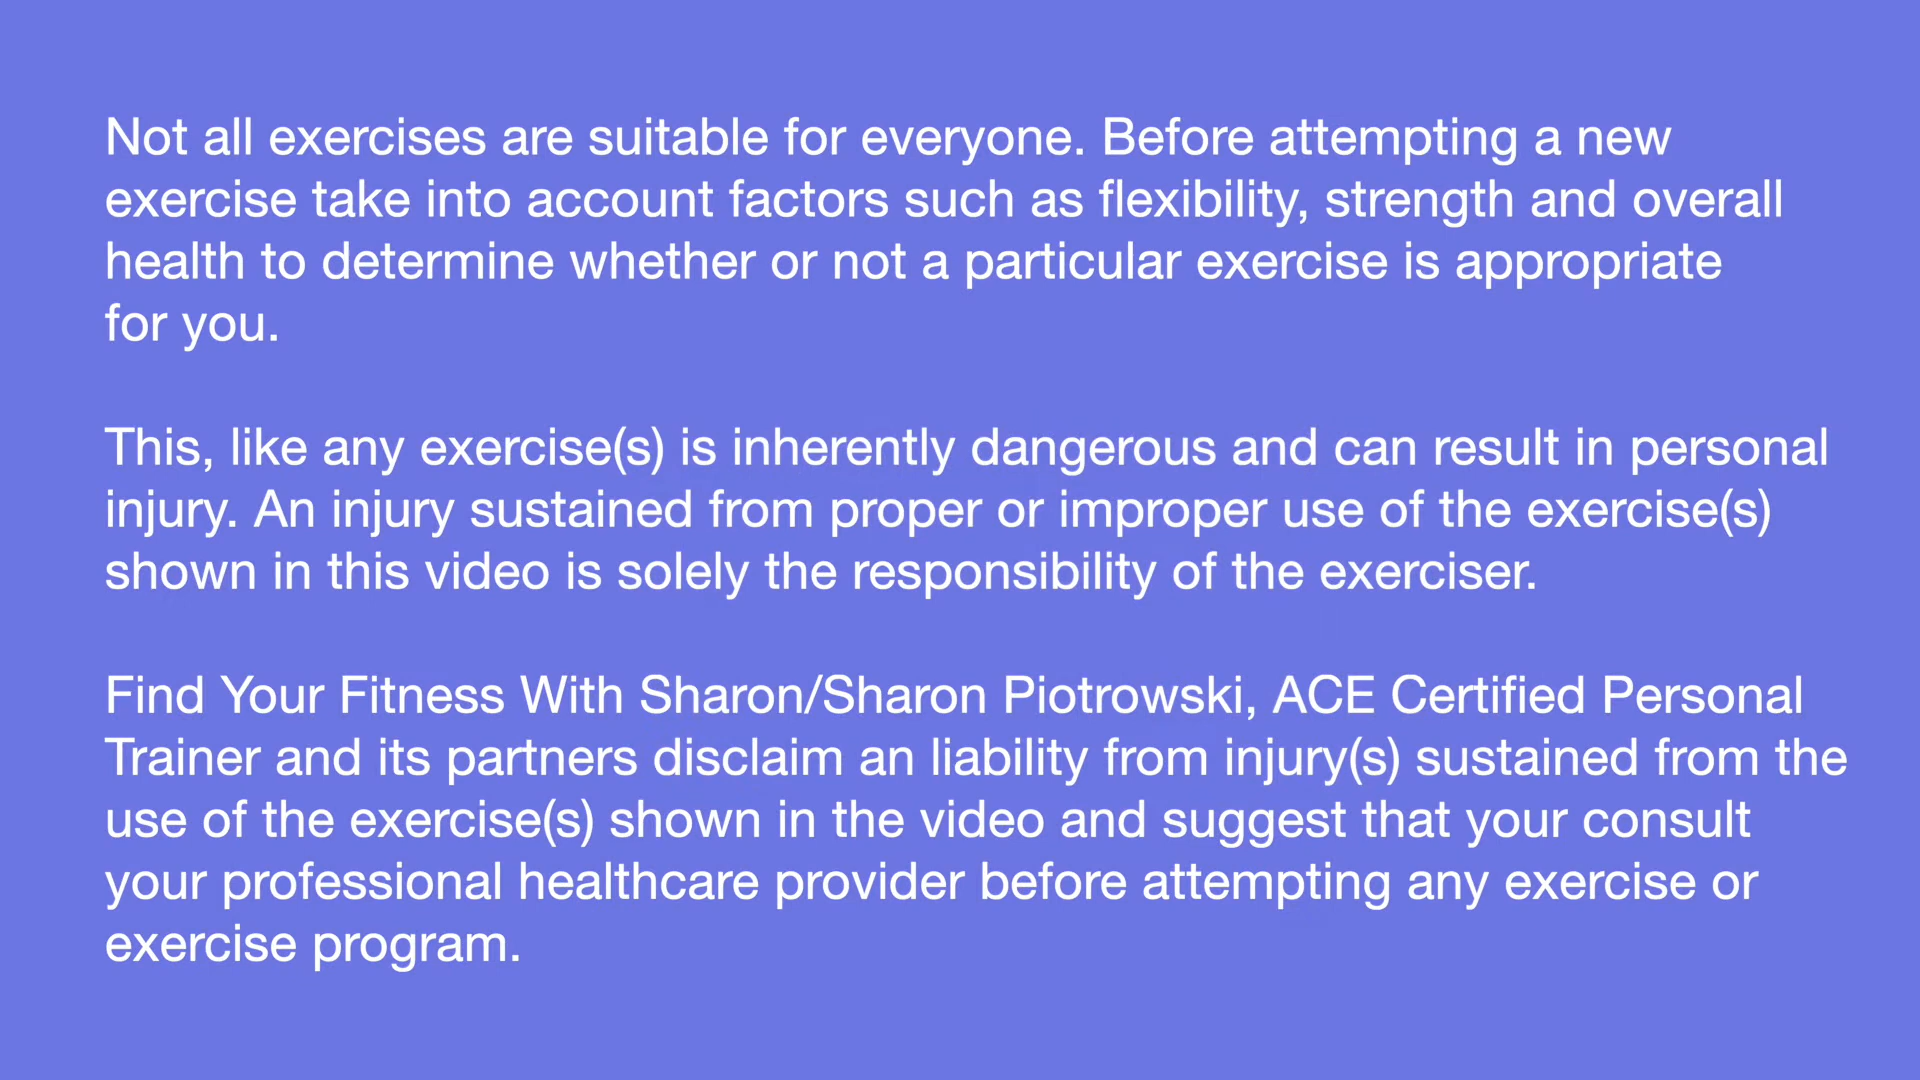 Not all exercises are suitable for everyone. Before attempting a new
exercise take into account factors such as flexibility, strength and overall
health to determine whether or not a particular exercise is appropriate
for you.
This, like any exercise(s) is inherently dangerous and can result in personal
injury. An injury sustained from proper or improper use of the exercise(s)
shown in this video is solely the responsibility of the exerciser.
Find Your Fitness With Sharon/Sharon Piotrowski, ACE Certified Personal
Trainer and its partners disclaim an liability from injury(s) sustained from the
use of the exercise(s) shown in the video and suggest that your consult
your professional healthcare provider before attempting any exercise or
exercise program.